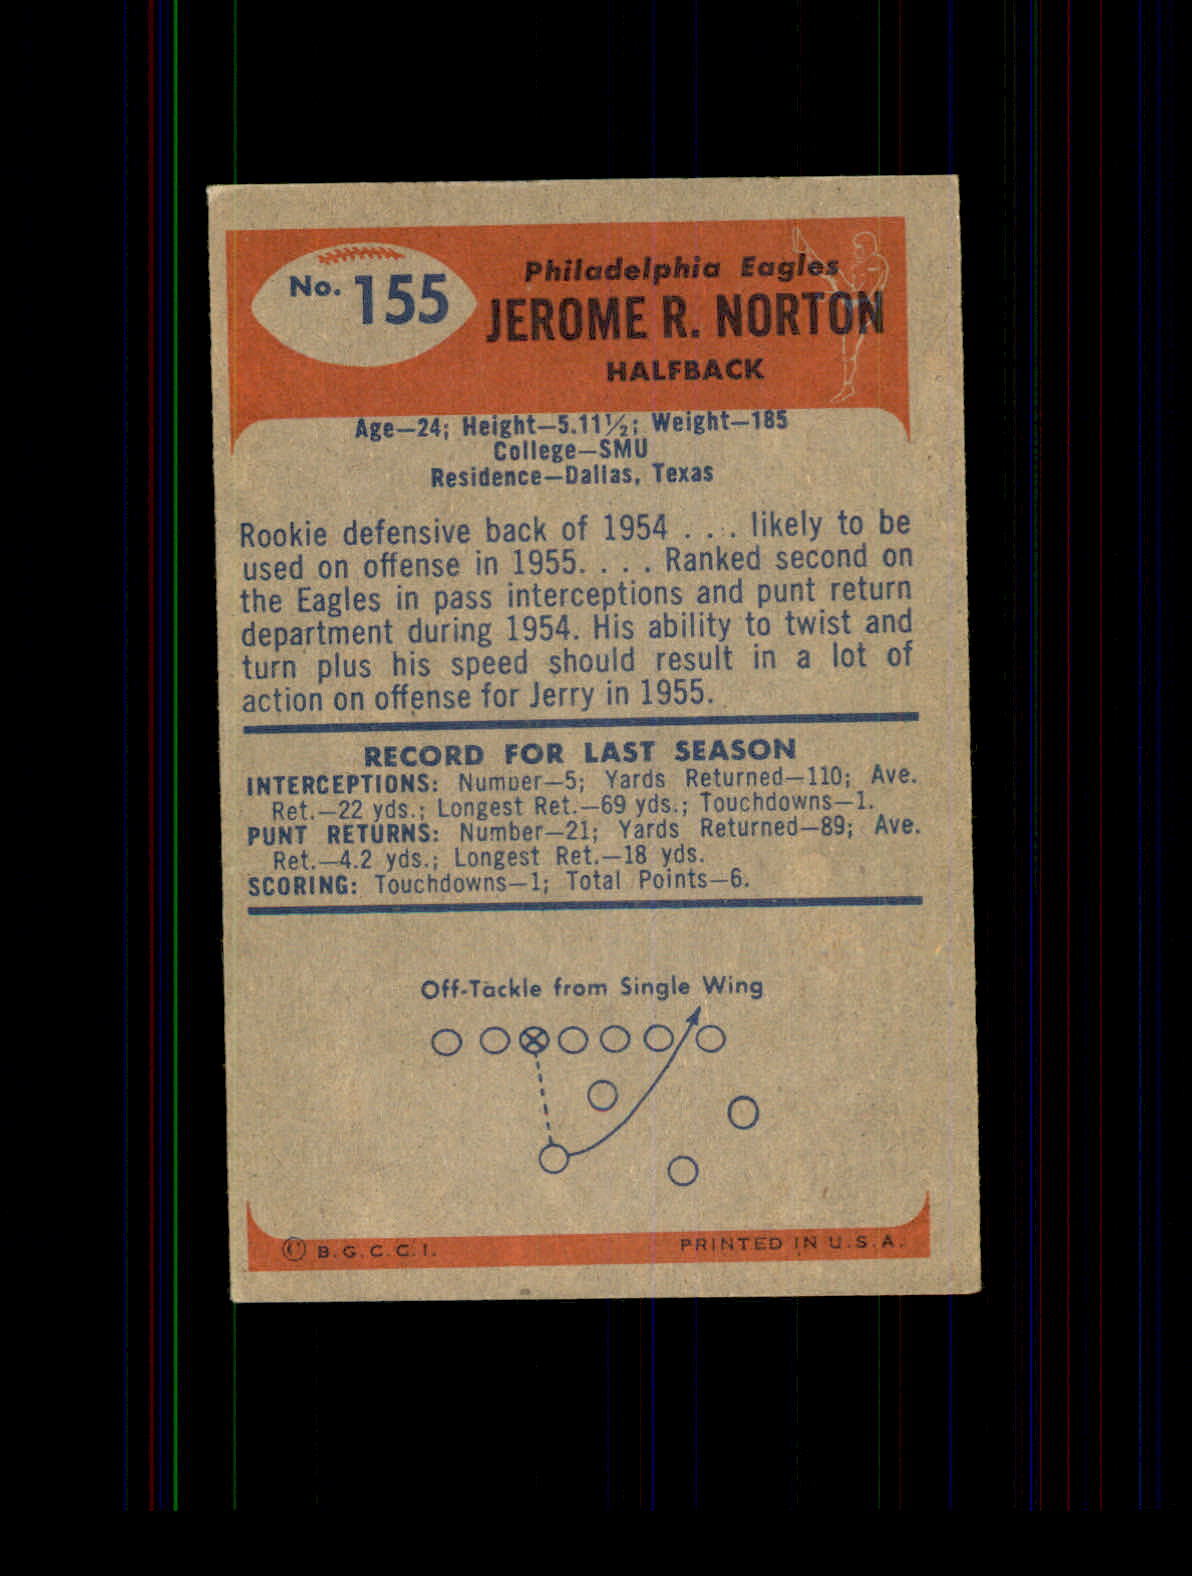 No. 155
Philadelphia Eagles
JEROME R. NORTON
HALFBACK
Age—24; Height—5.11½; Weight—185
College—SMU
Residence—Dallas, Texas
Rookie defensive back of 1954 . . . likely to be
used on offense in 1955. . . . Ranked second on
the Eagles in pass interceptions and punt return
department during 1954. His ability to twist and
turn plus his speed should result in a lot of
action on offense for Jerry in 1955.
RECORD FOR LAST SEASON
INTERCEPTIONS: Number—5; Yards Returned—110; Ave.
Ret.—22 yds.; Longest Ret.—69 yds.; Touchdowns—1.
PUNT RETURNS: Number—21; Yards Returned—89; Ave.
Ret.—4.2 yds.; Longest Ret.—18 yds.
SCORING: Touchdowns—1; Total Points—6.
Off-Tackle from Single Wing
© B.G.C.C.I.
PRINTED IN U.S.A.